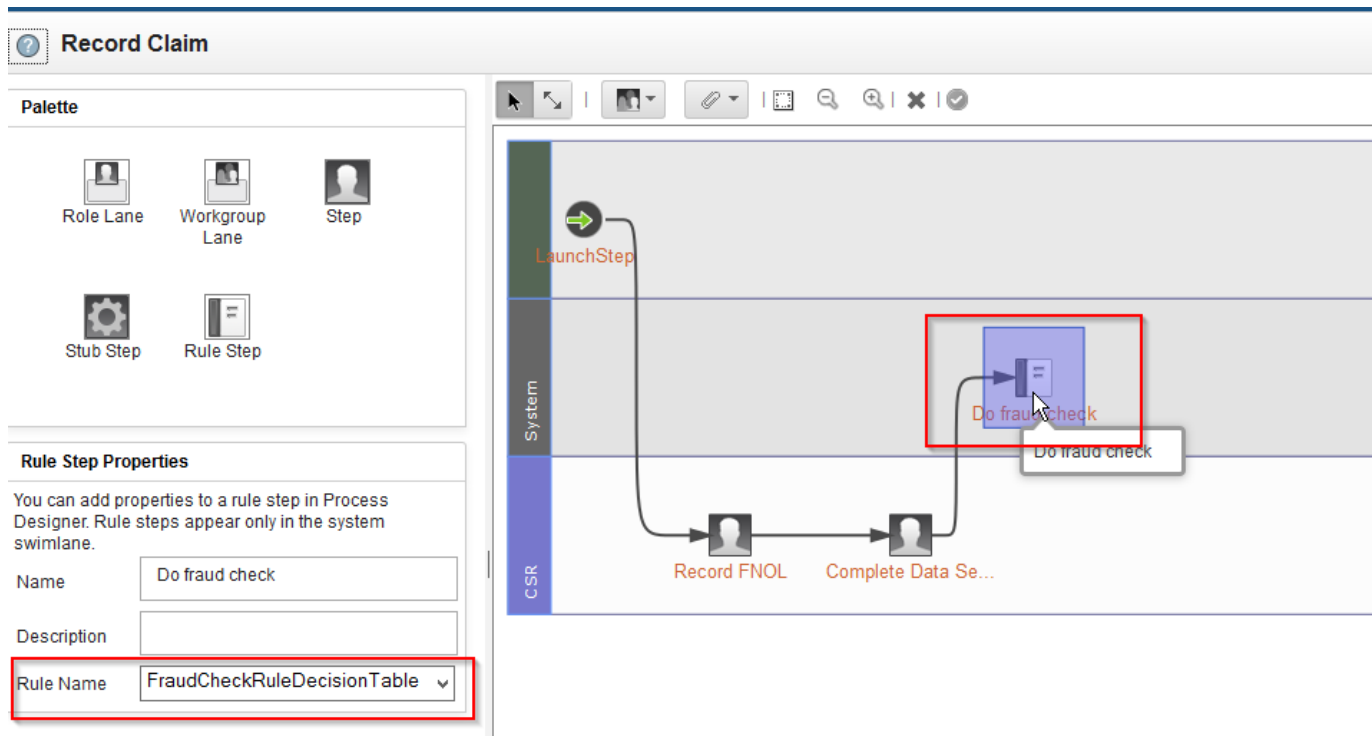 Record Claim
Palette
Role Lane
Workgroup
Lane
Step
Stub Step
Rule Step
Rule Step Properties
You can add properties to a rule step in Process
Designer. Rule steps appear only in the system
swimlane.
Name
Do fraud check
Description
Rule Name
FraudCheckRuleDecisionTable
LaunchStep
System
Do fraud check
Do fraud check
CSR
Record FNOL
Complete Data Se...